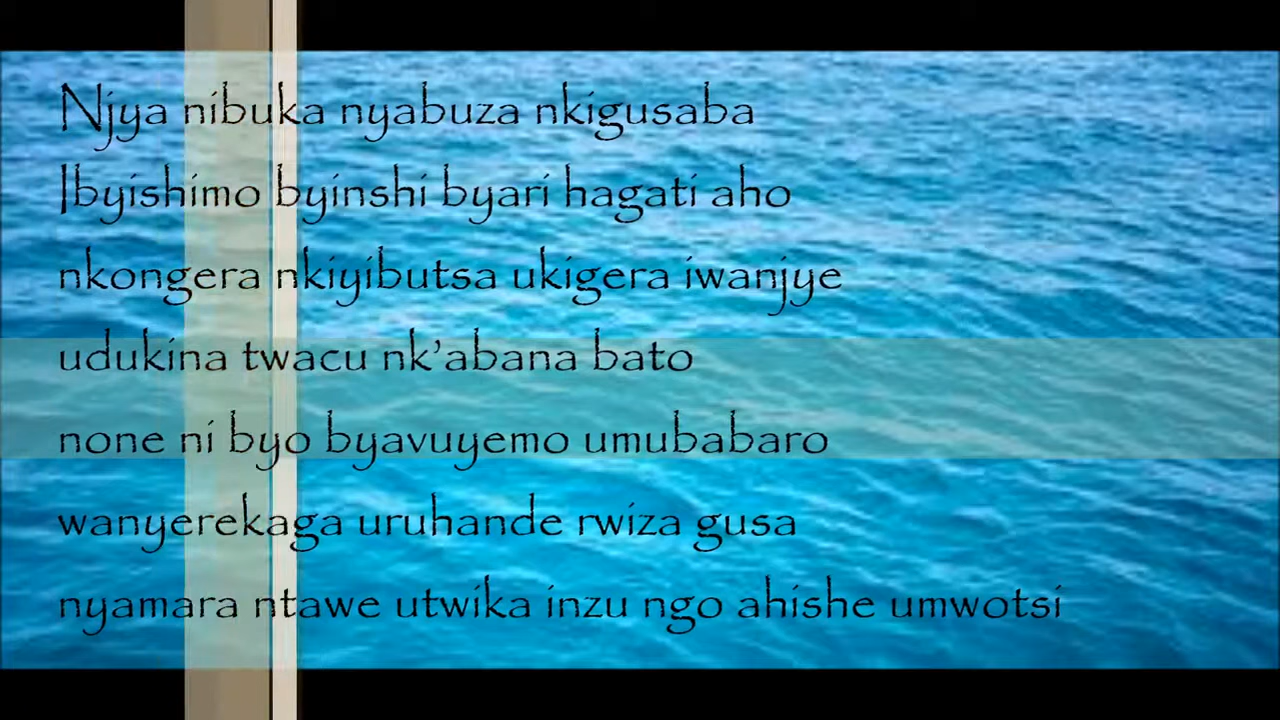 Njya nibuka nyabuza nkigusaba
Ibyishimo byinshi byari hagati aho
nkongera nkiyibutsa ukigera iwanjye
udukina twacu nk’abana bato
none ni byo byavuyemo umubabaro
wanyerekaga uruhande rwiza gusa
nyamara ntawe utwika inzu ngo ahishe umwotsi